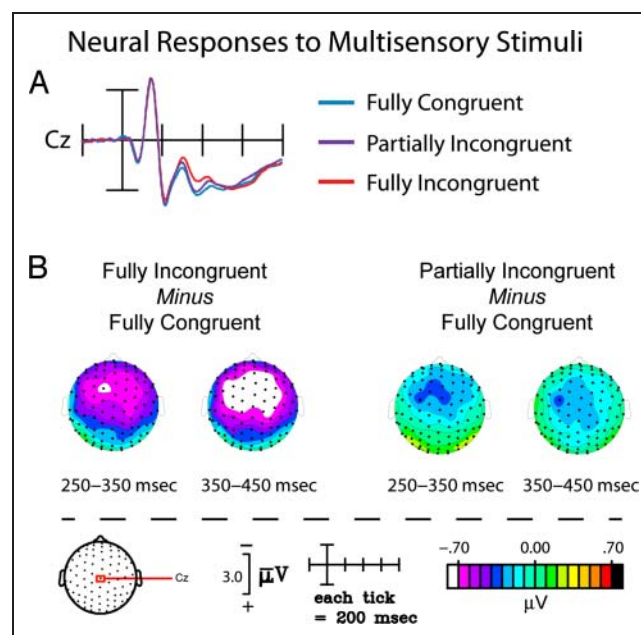 Neural Responses to Multisensory Stimuli
A
Cz
Fully Congruent
Partially Incongruent
Fully Incongruent
B
Fully Incongruent
Minus
Fully Congruent
Partially Incongruent
Minus
Fully Congruent
250–350 msec
350–450 msec
250–350 msec
350–450 msec
Cz
−
3.0 µV
+
each tick
= 200 msec
−.70 0.00 .70
µV